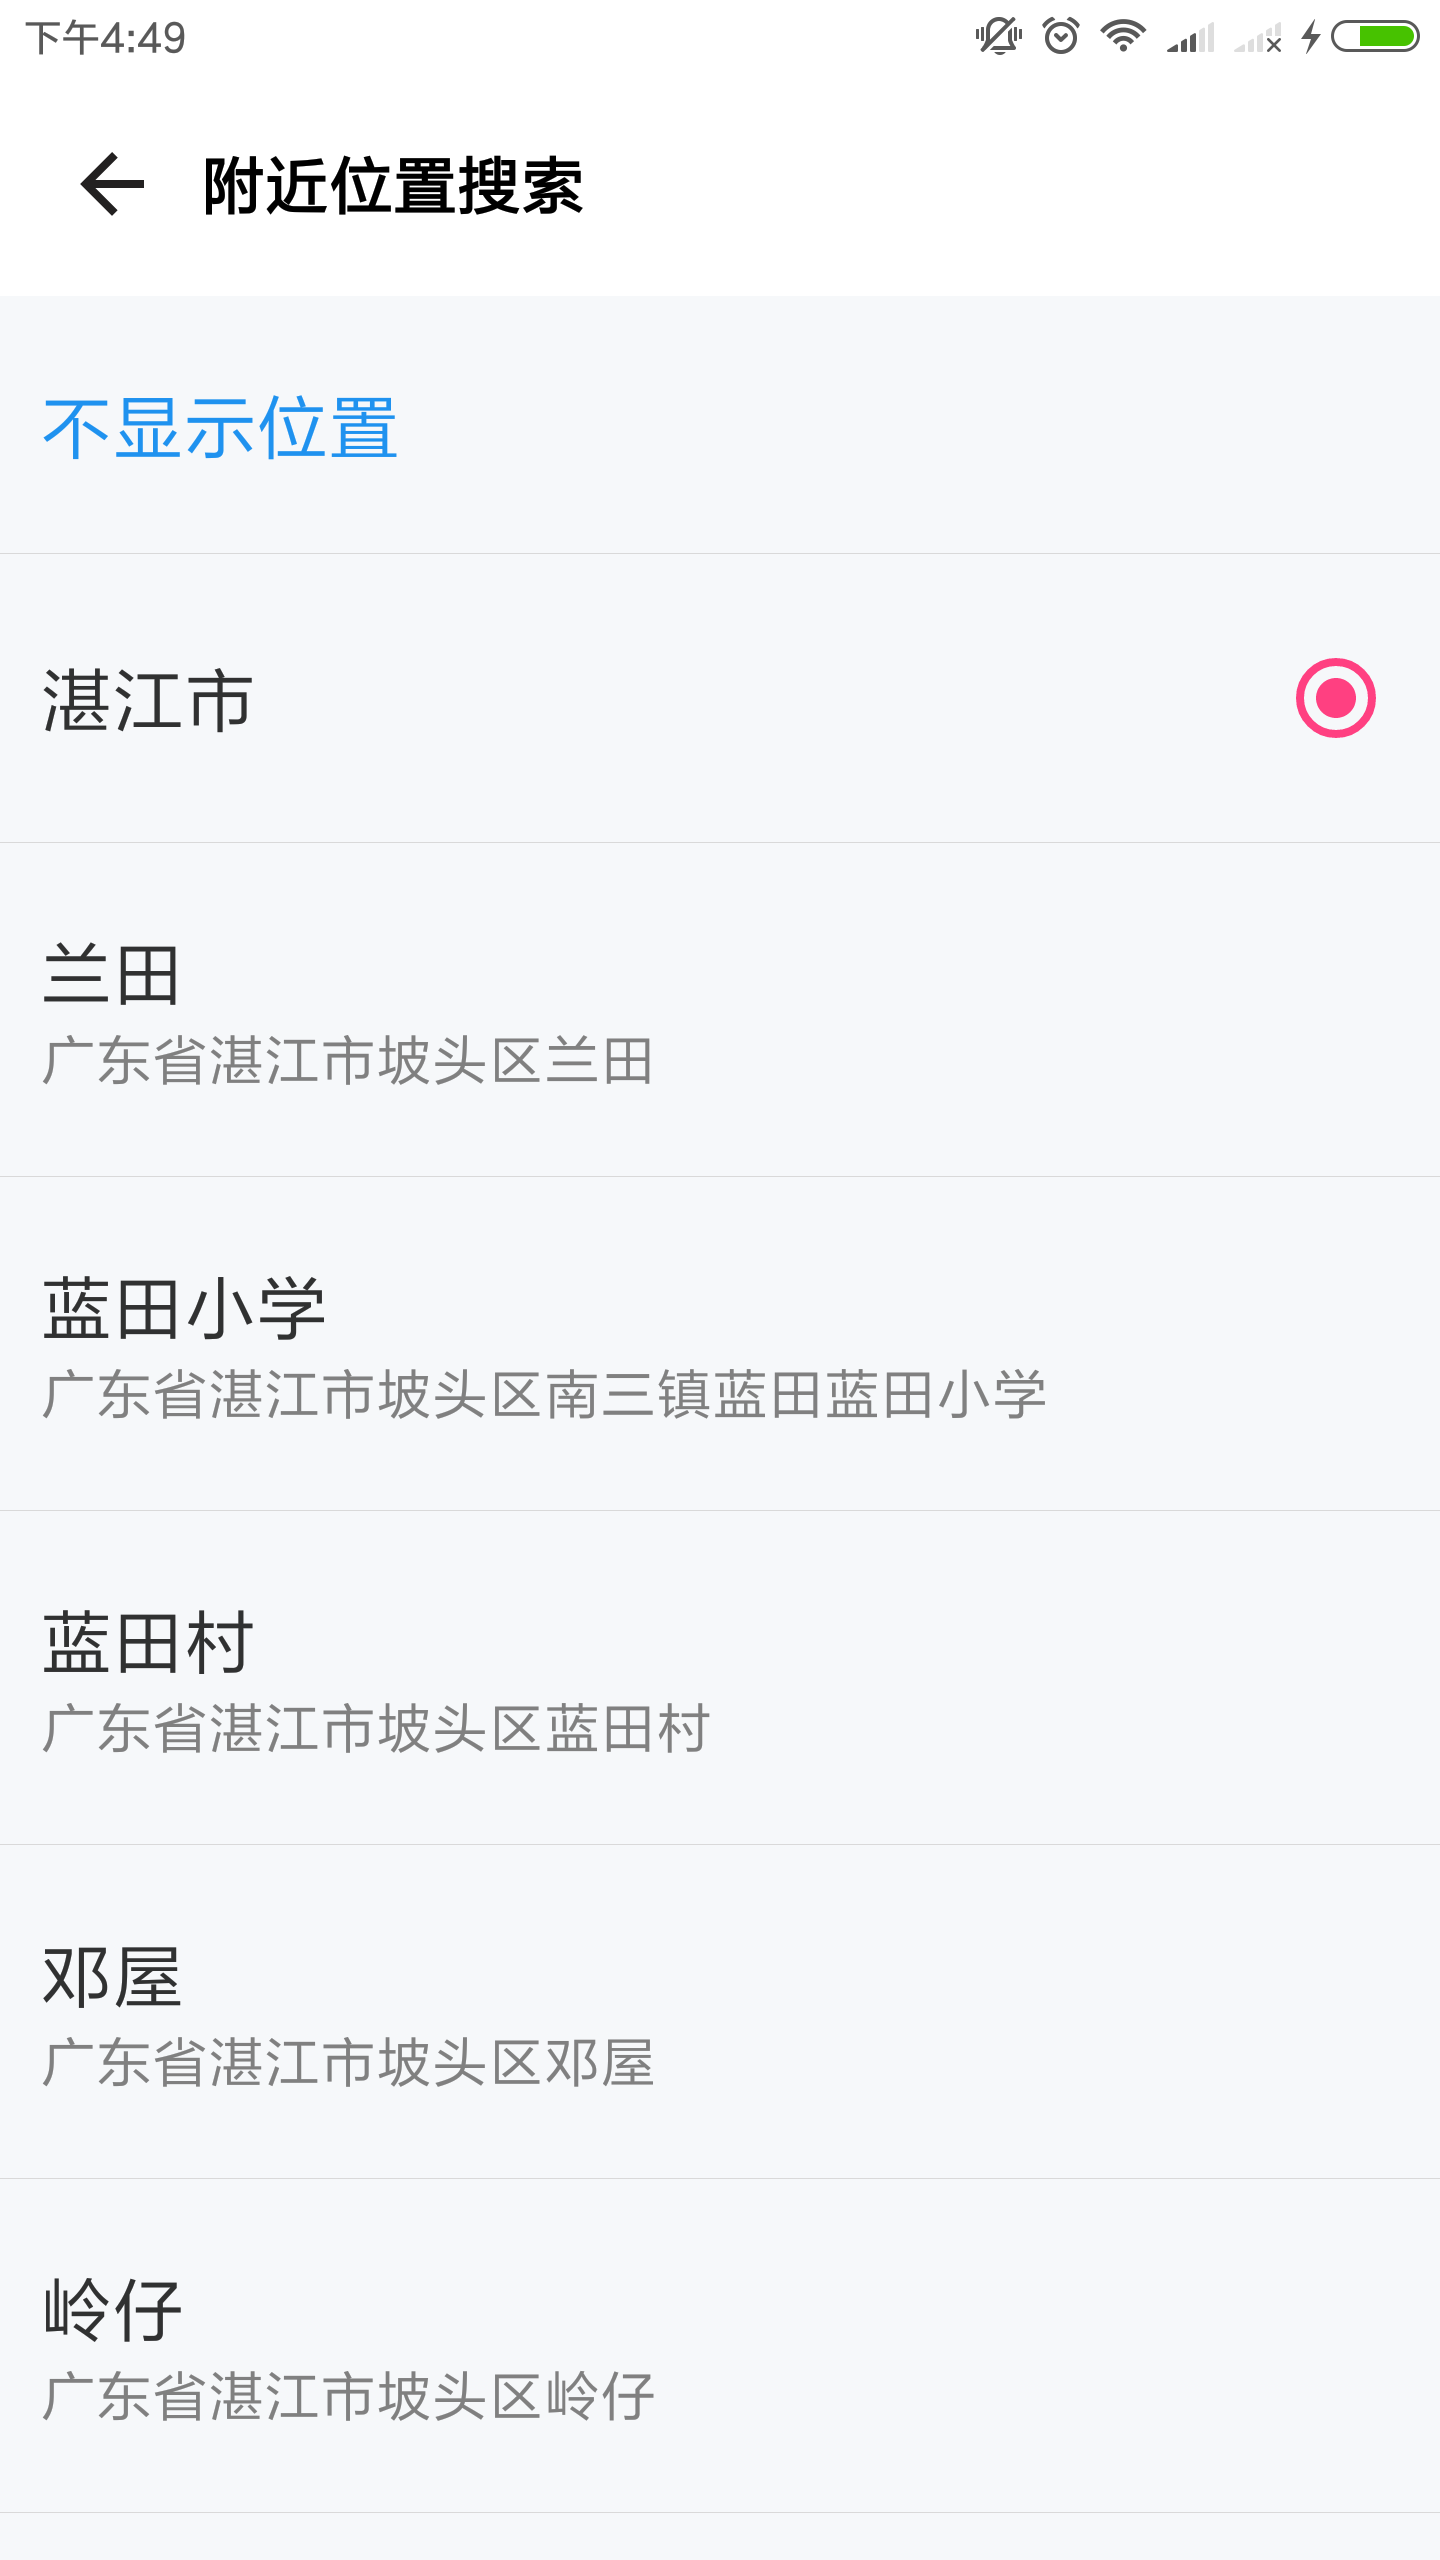 下午4:49
附近位置搜索
不显示位置
湛江市
兰田
广东省湛江市坡头区兰田
蓝田小学
广东省湛江市坡头区南三镇蓝田蓝田小学
蓝田村
广东省湛江市坡头区蓝田村
邓屋
广东省湛江市坡头区邓屋
岭仔
广东省湛江市坡头区岭仔